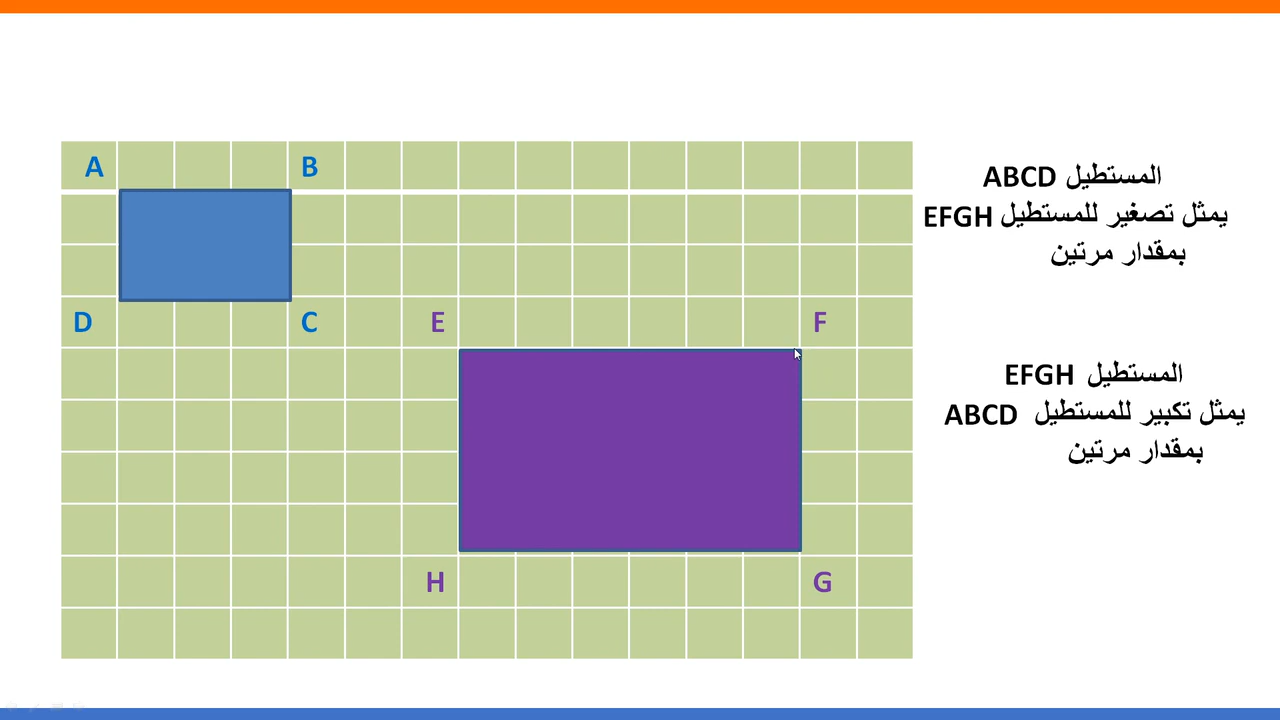 A
B
D
C
E
F
H
G
المستطيل ABCD
يمثل تصغير للمستطيل EFGH
بمقدار مرتين
المستطيل EFGH
يمثل تكبير للمستطيل ABCD
بمقدار مرتين